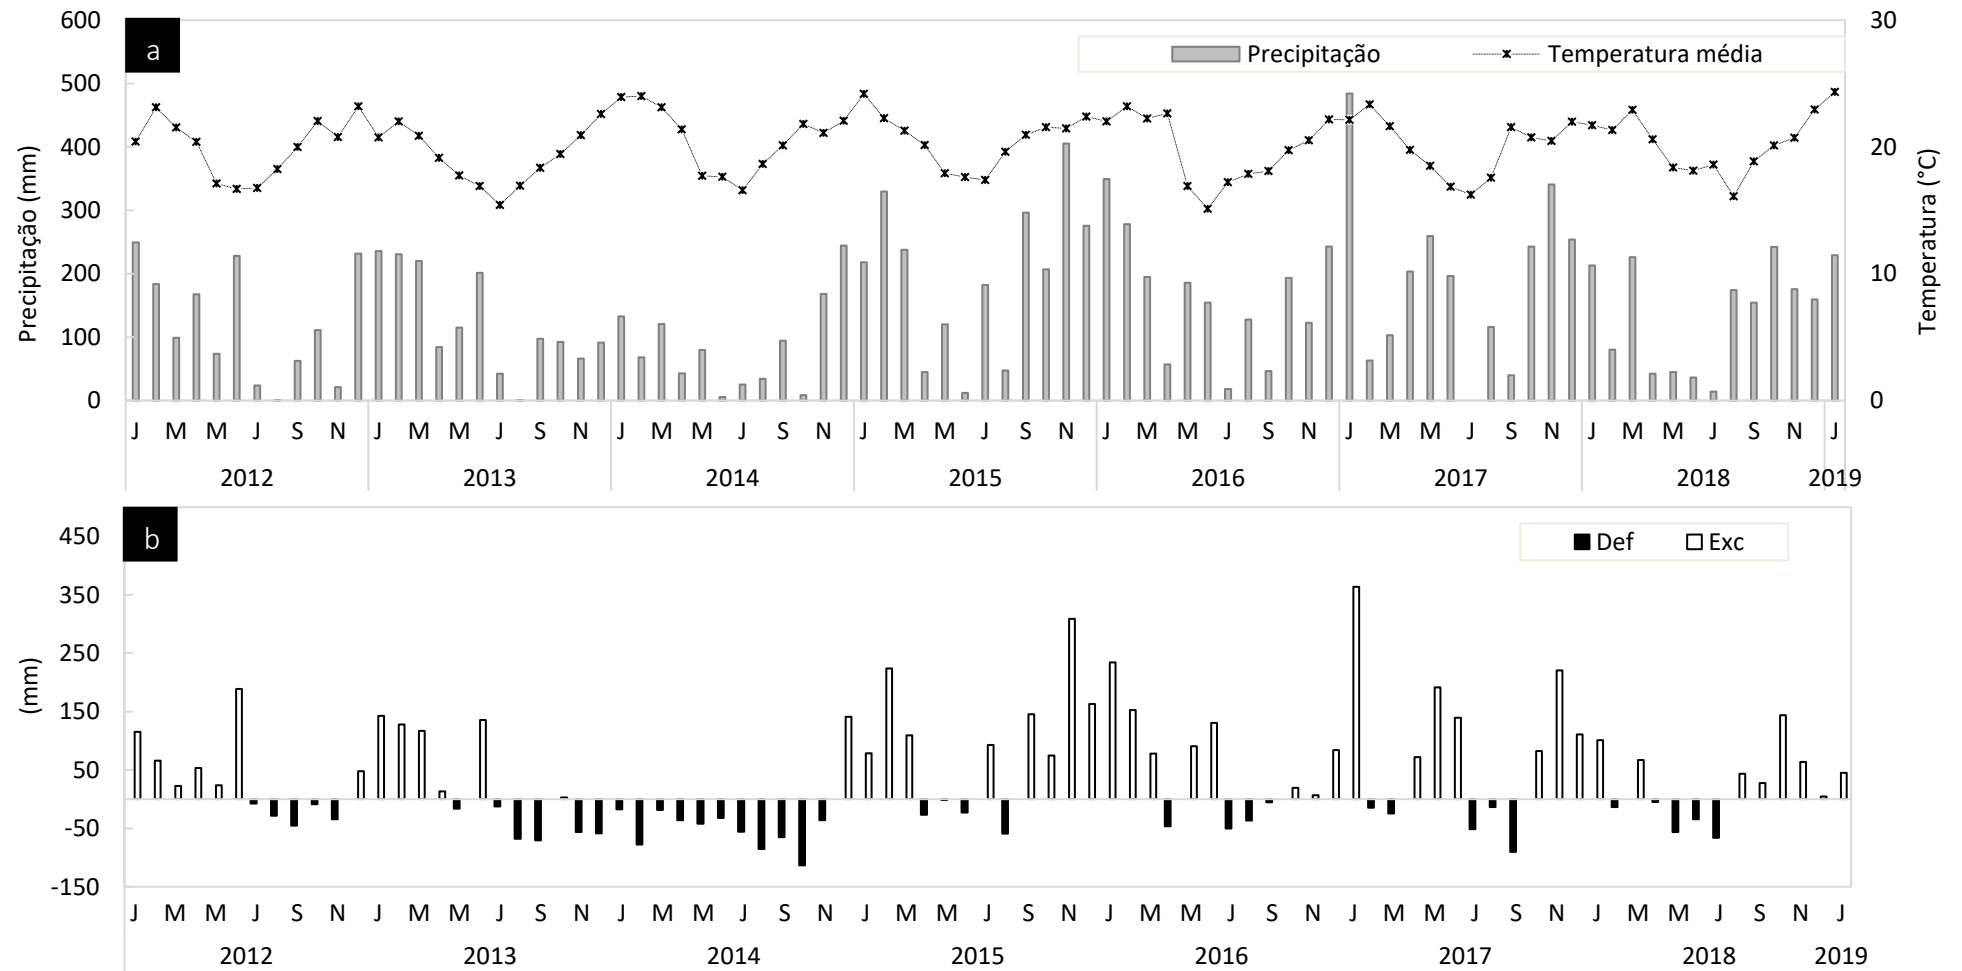 a
Precipitação Temperatura média
Precipitação (mm)
600
500
400
300
200
100
0
Temperatura (°C)
30
20
10
0
J M M J S N J M M J S N J M M J S N J M M J S N J M M J S N J M M J S N J M M J S N J
2012 2013 2014 2015 2016 2017 2018 2019
b
Def Exc
(mm)
450
350
250
150
50
-50
-150
J M M J S N J M M J S N J M M J S N J M M J S N J M M J S N J M M J S N J M M J S N J
2012 2013 2014 2015 2016 2017 2018 2019